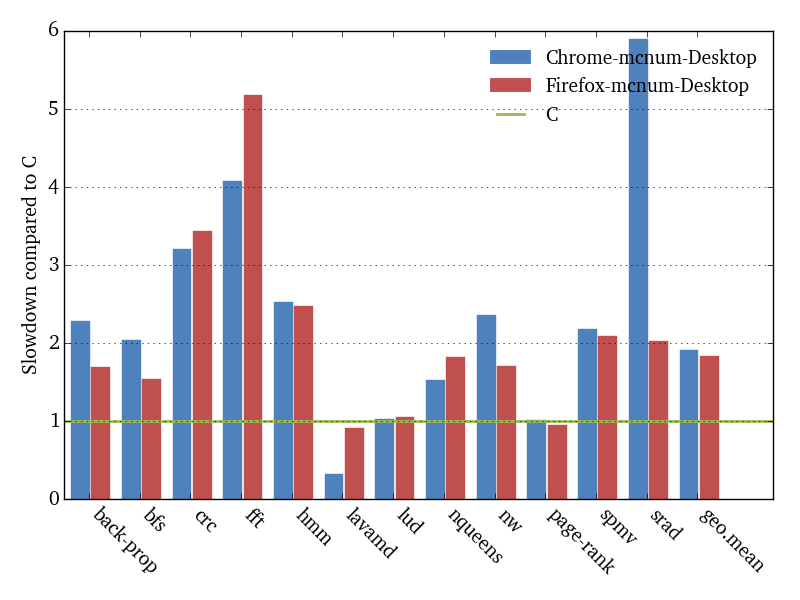 Slowdown compared to C
6
5
4
3
2
1
0
Chrome-mcnum-Desktop
Firefox-mcnum-Desktop
C
back-prop
bfs
crc
fft
hmm
lavamd
lud
nqueens
nw
page-rank
spmv
srad
geo.mean